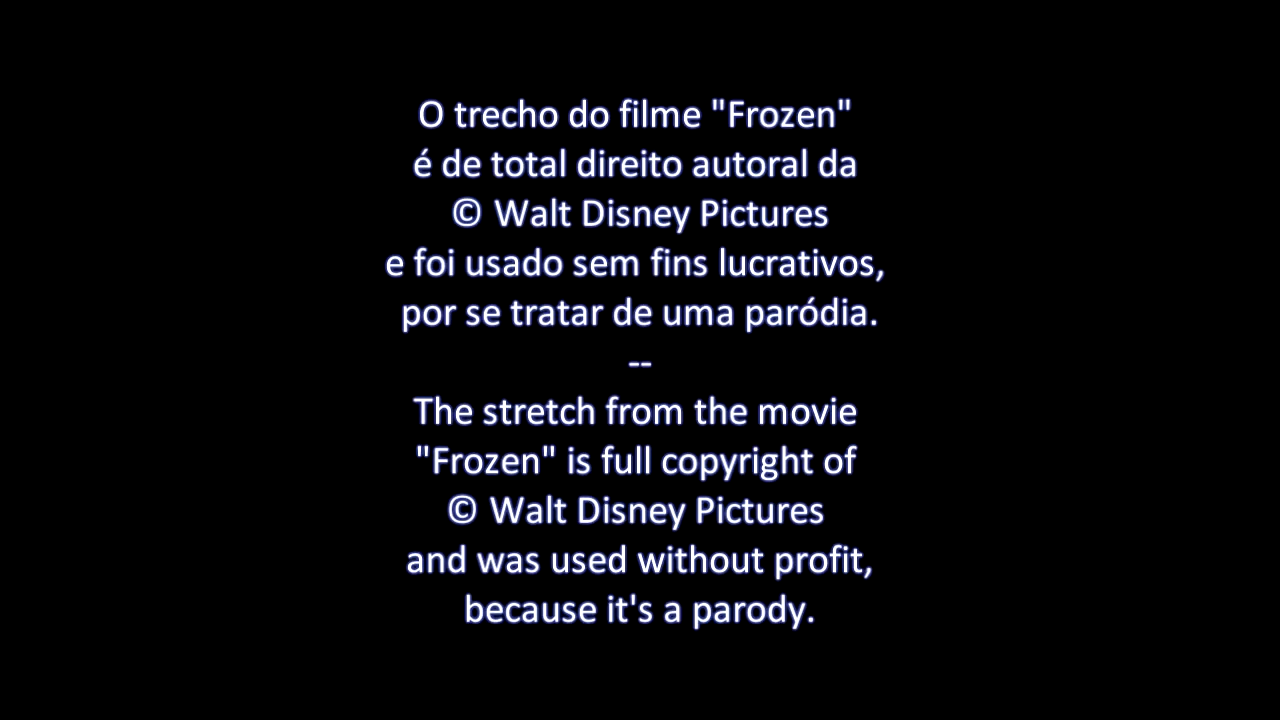 O trecho do filme "Frozen"
é de total direito autoral da
© Walt Disney Pictures
e foi usado sem fins lucrativos,
por se tratar de uma paródia.
--
The stretch from the movie
"Frozen" is full copyright of
© Walt Disney Pictures
and was used without profit,
because it's a parody.